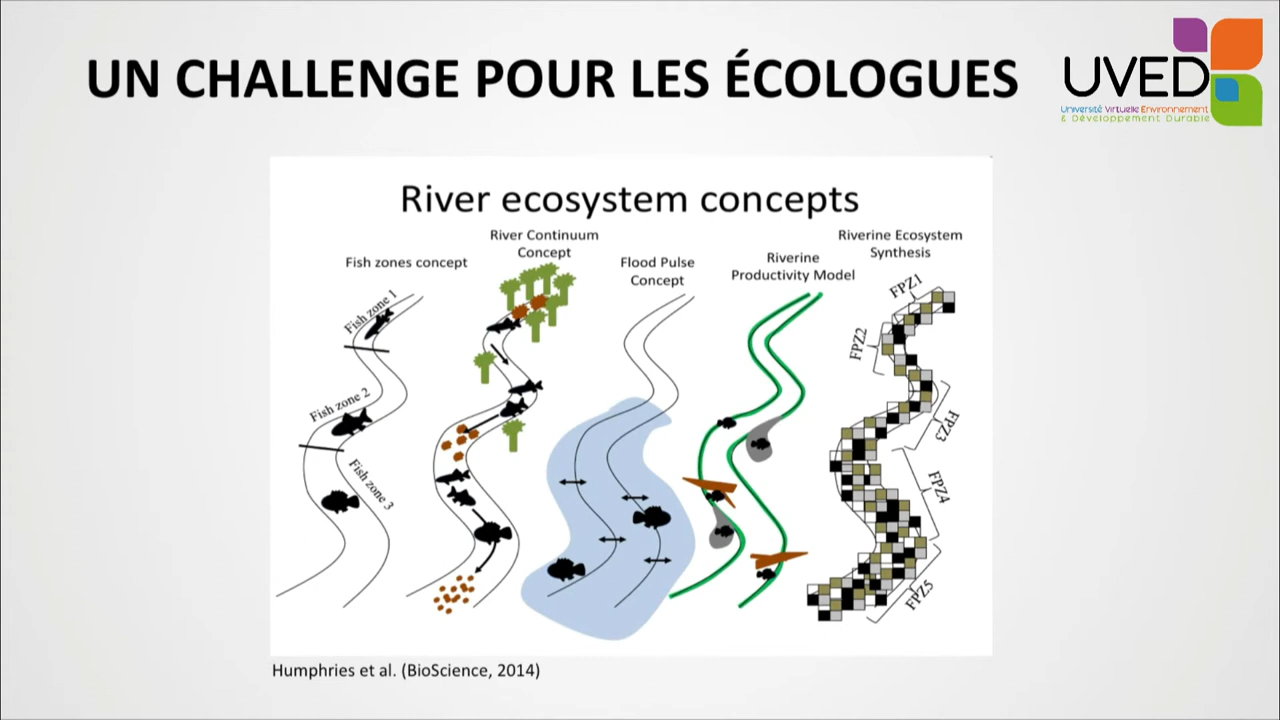 UN CHALLENGE POUR LES ÉCOLOGUES
UVED
Université Virtuelle Environnement
& Développement Durable
River ecosystem concepts
Fish zones concept
River Continuum
Concept
Flood Pulse
Concept
Riverine
Productivity Model
Riverine Ecosystem
Synthesis
Fish zone 1
Fish zone 2
Fish zone 3
FPZ1
FPZ2
FPZ3
FPZ4
FPZ5
Humphries et al. (BioScience, 2014)